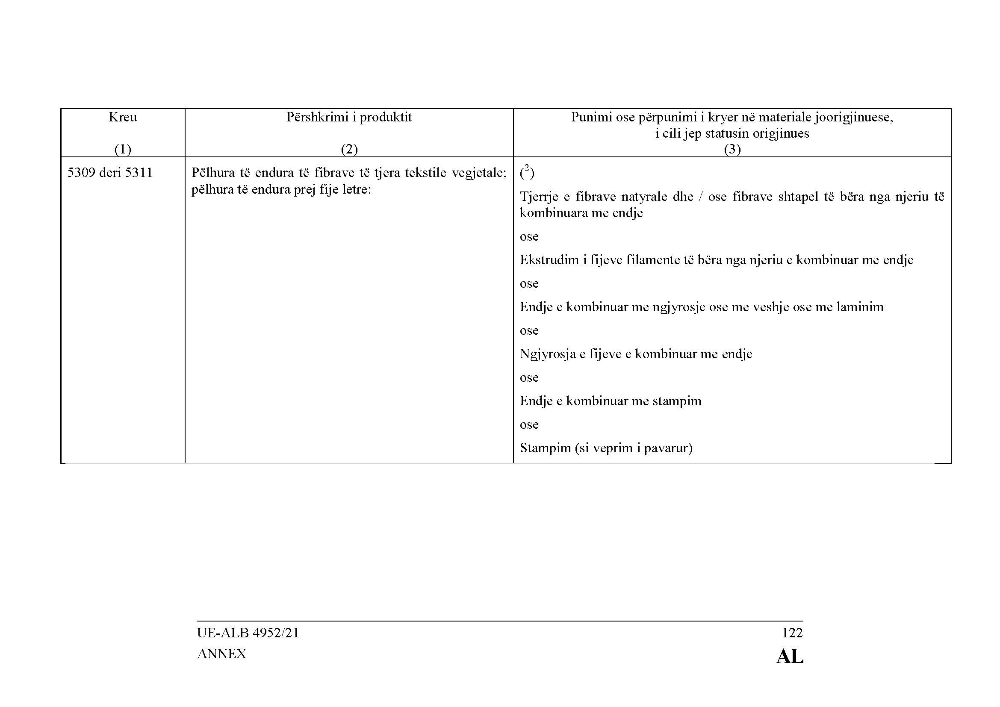 Kreu
(1)
Përshkrimi i produktit
(2)
Punimi ose përpunimi i kryer në materiale joorigjinuese,
i cili jep statusin origjinues
(3)
5309 deri 5311
Pëlhura të endura të fibrave të tjera tekstile vegjetale;
pëlhura të endura prej fije letre:
(²)
Tjerrje e fibrave natyrale dhe / ose fibrave shtapel të bëra nga njeriu të
kombinuara me endje
ose
Ekstrudim i fijeve filamente të bëra nga njeriu e kombinuar me endje
ose
Endje e kombinuar me ngjyrosje ose me veshje ose me laminim
ose
Ngjyrosja e fijeve e kombinuar me endje
ose
Endje e kombinuar me stampim
ose
Stampim (si veprim i pavarur)
UE-ALB 4952/21
122
ANNEX
AL